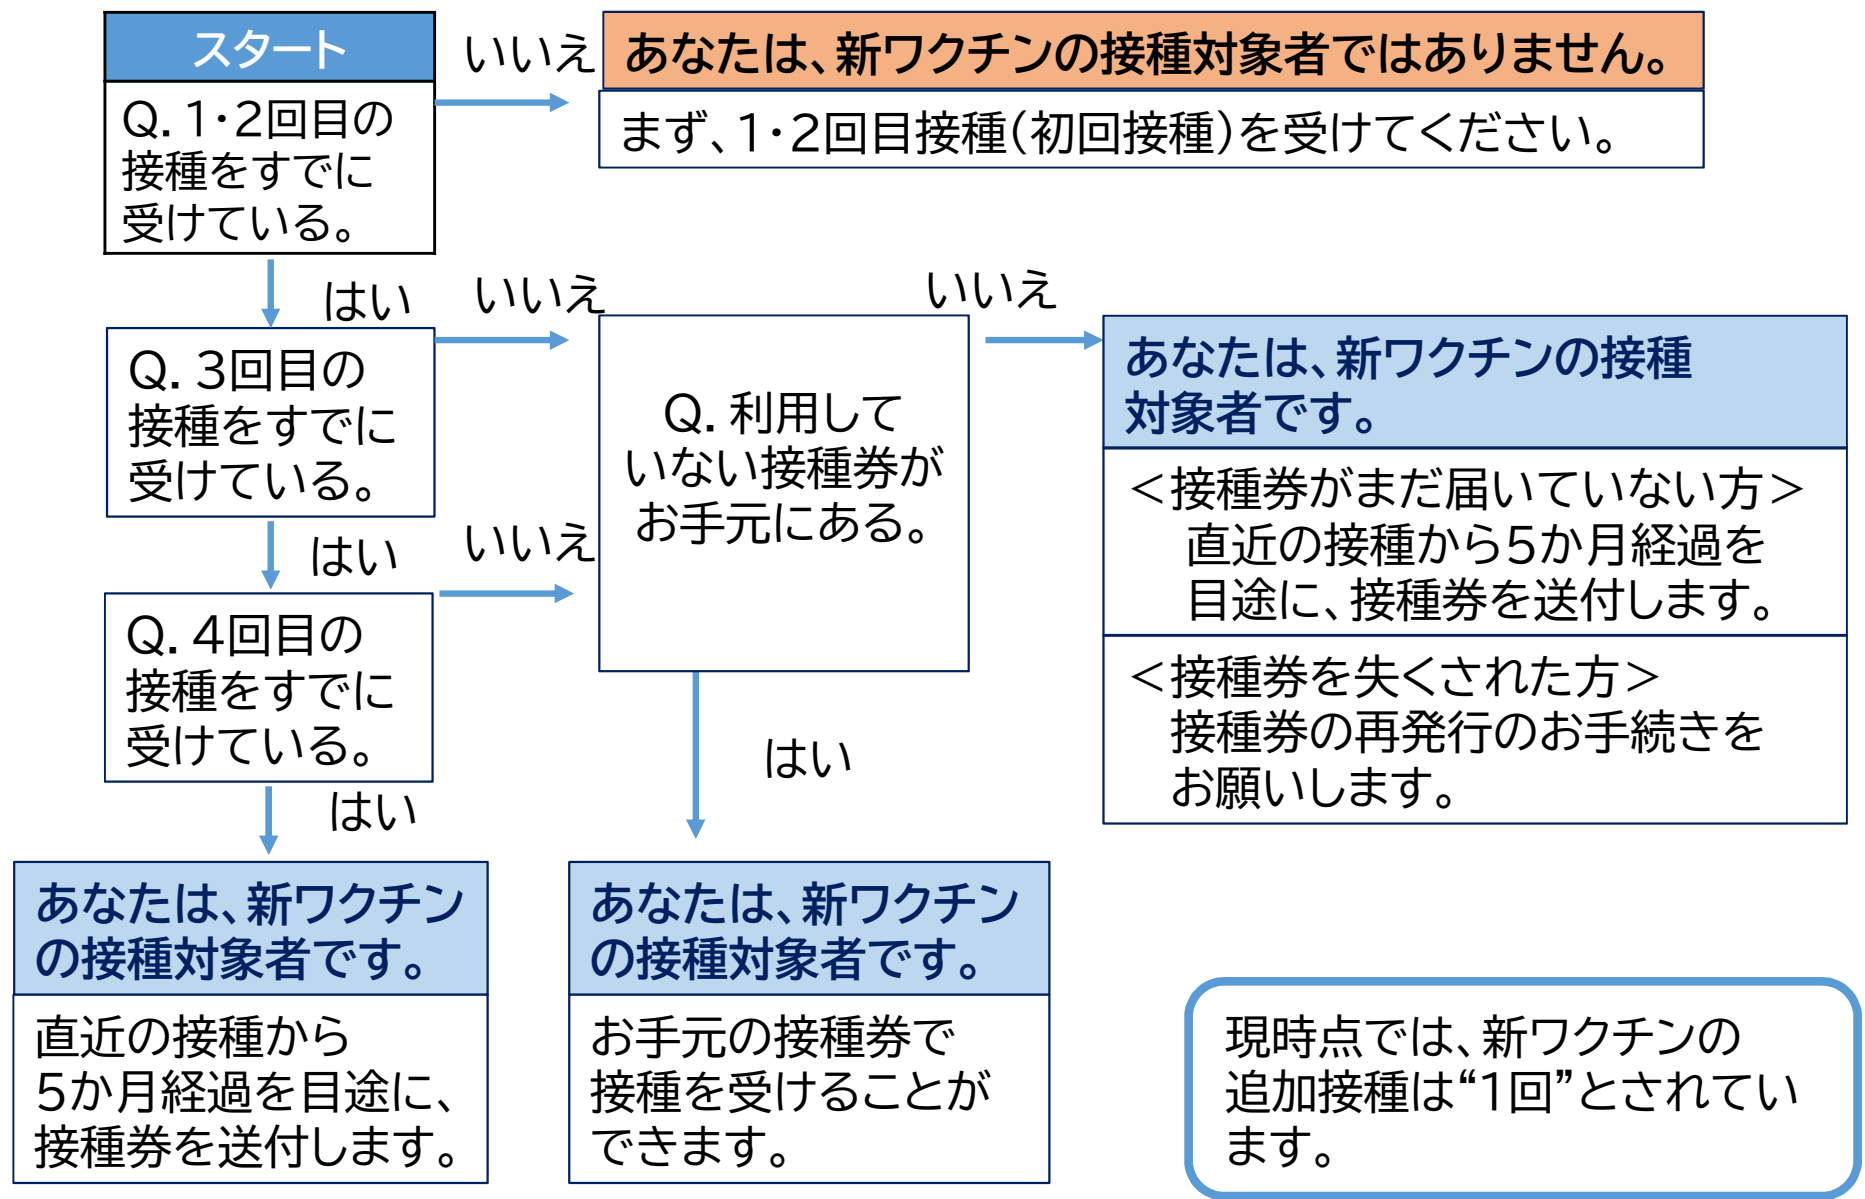 スタート
Q.1・2回目の
接種をすでに
受けている。
いいえ
あなたは、新ワクチンの接種対象者ではありません。
まず、1・2回目接種(初回接種)を受けてください。
はい
Q.3回目の
接種をすでに
受けている。
いいえ
Q.利用して
いない接種券が
お手元にある。
いいえ
あなたは、新ワクチンの接種
対象者です。
<接種券がまだ届いていない方>
直近の接種から5か月経過を
目途に、接種券を送付します。
<接種券を失くされた方>
接種券の再発行のお手続きを
お願いします。
はい
Q.4回目の
接種をすでに
受けている。
いいえ
はい
はい
あなたは、新ワクチン
の接種対象者です。
直近の接種から
5か月経過を目途に、
接種券を送付します。
あなたは、新ワクチン
の接種対象者です。
お手元の接種券で
接種を受けることが
できます。
現時点では、新ワクチンの
追加接種は“1回”とされてい
ます。